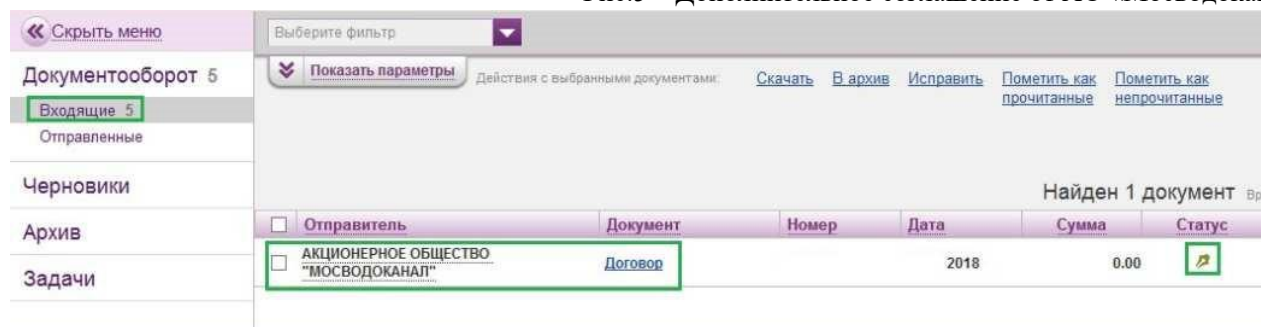 Скрыть меню
Выберите фильтр
Документооборот 5
Показать параметры
Действия с выбранными документами:
Скачать В архив Исправить Пометить как прочитанные Пометить как непрочитанные
Входящие 5
Отправленные
Черновики
Найден 1 документ
Архив
Отправитель Документ Номер Дата Сумма Статус
АКЦИОНЕРНОЕ ОБЩЕСТВО
"МОСВОДОКАНАЛ" Договор 2018 0.00
Задачи